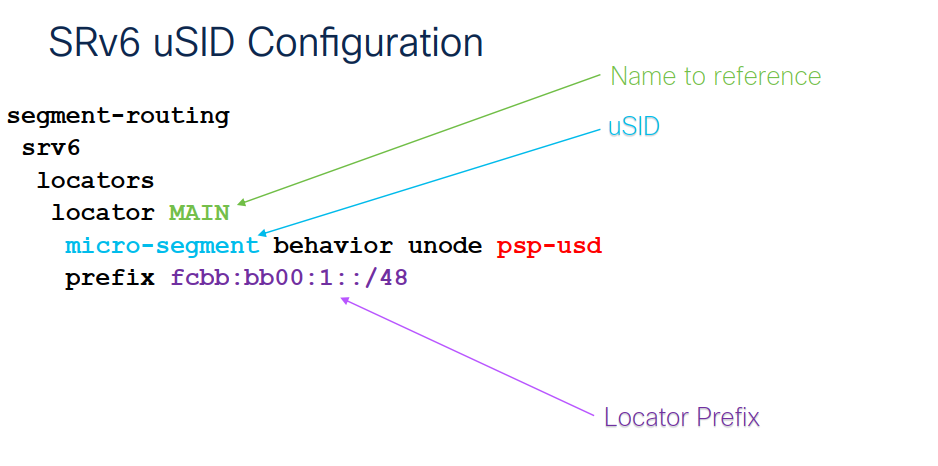 SRv6 uSID Configuration
Name to reference
segment-routing
uSID
srv6
locators
locator MAIN
micro-segment behavior unode psp-usd
prefix fcbb:bb00:1::/48
Locator Prefix